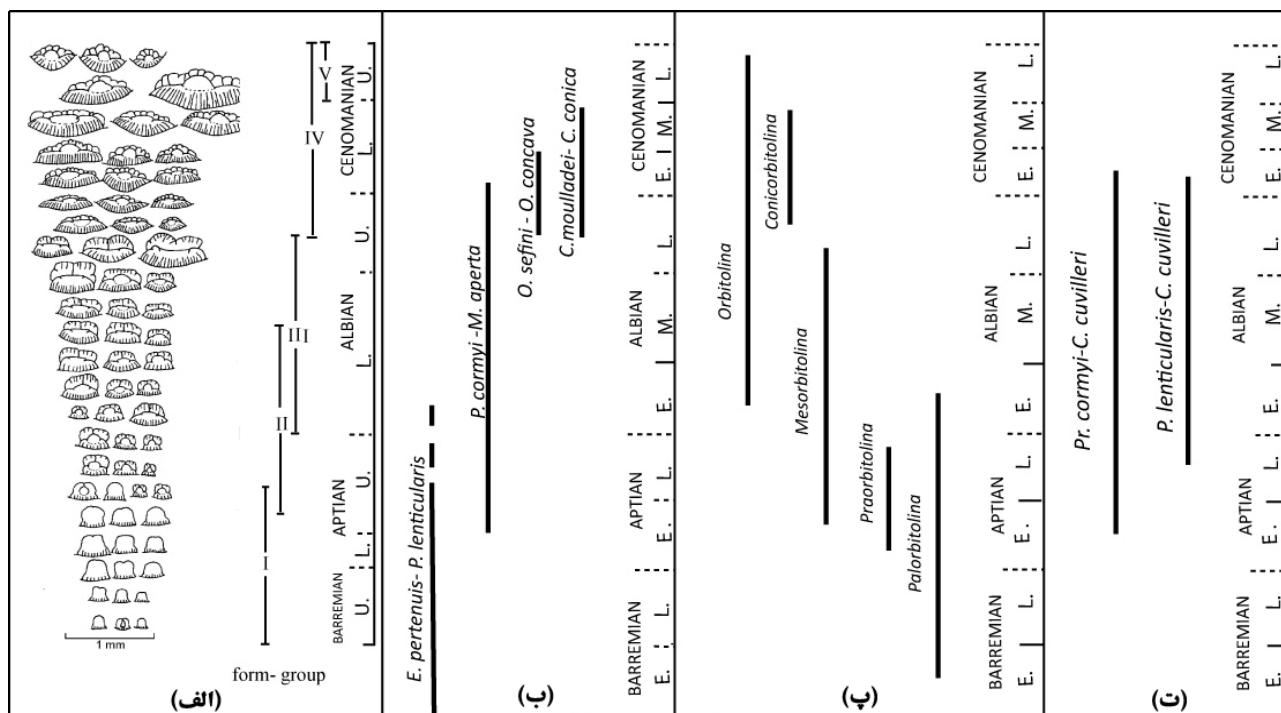 V
IV
III
II
I
U.
CENOMANIAN
L.
U.
ALBIAN
L.
U.
APTIAN
L.
U.
BARREMIAN
1 mm
form- group
(الف)
E. pertenuis- P. lenticularis
P. cormyi -M. aperta
O. sefini - O. concava
C.moulladei- C. conica
CENOMANIAN
E. I M. I L.
ALBIAN
E. I M. L.
APTIAN
E. L.
BARREMIAN
E. L.
(ب)
Orbitolina
Conicorbitolina
Mesorbitolina
Praorbitolina
Palorbitolina
CENOMANIAN
E. M. L.
ALBIAN
E. I M. L.
APTIAN
E. I L.
BARREMIAN
E. I L.
(پ)
Pr. cormyi-C. cuvilleri
P. lenticularis-C. cuvilleri
CENOMANIAN
E. M. L.
ALBIAN
E. I M. L.
APTIAN
E. I L.
BARREMIAN
E. I L.
(ت)